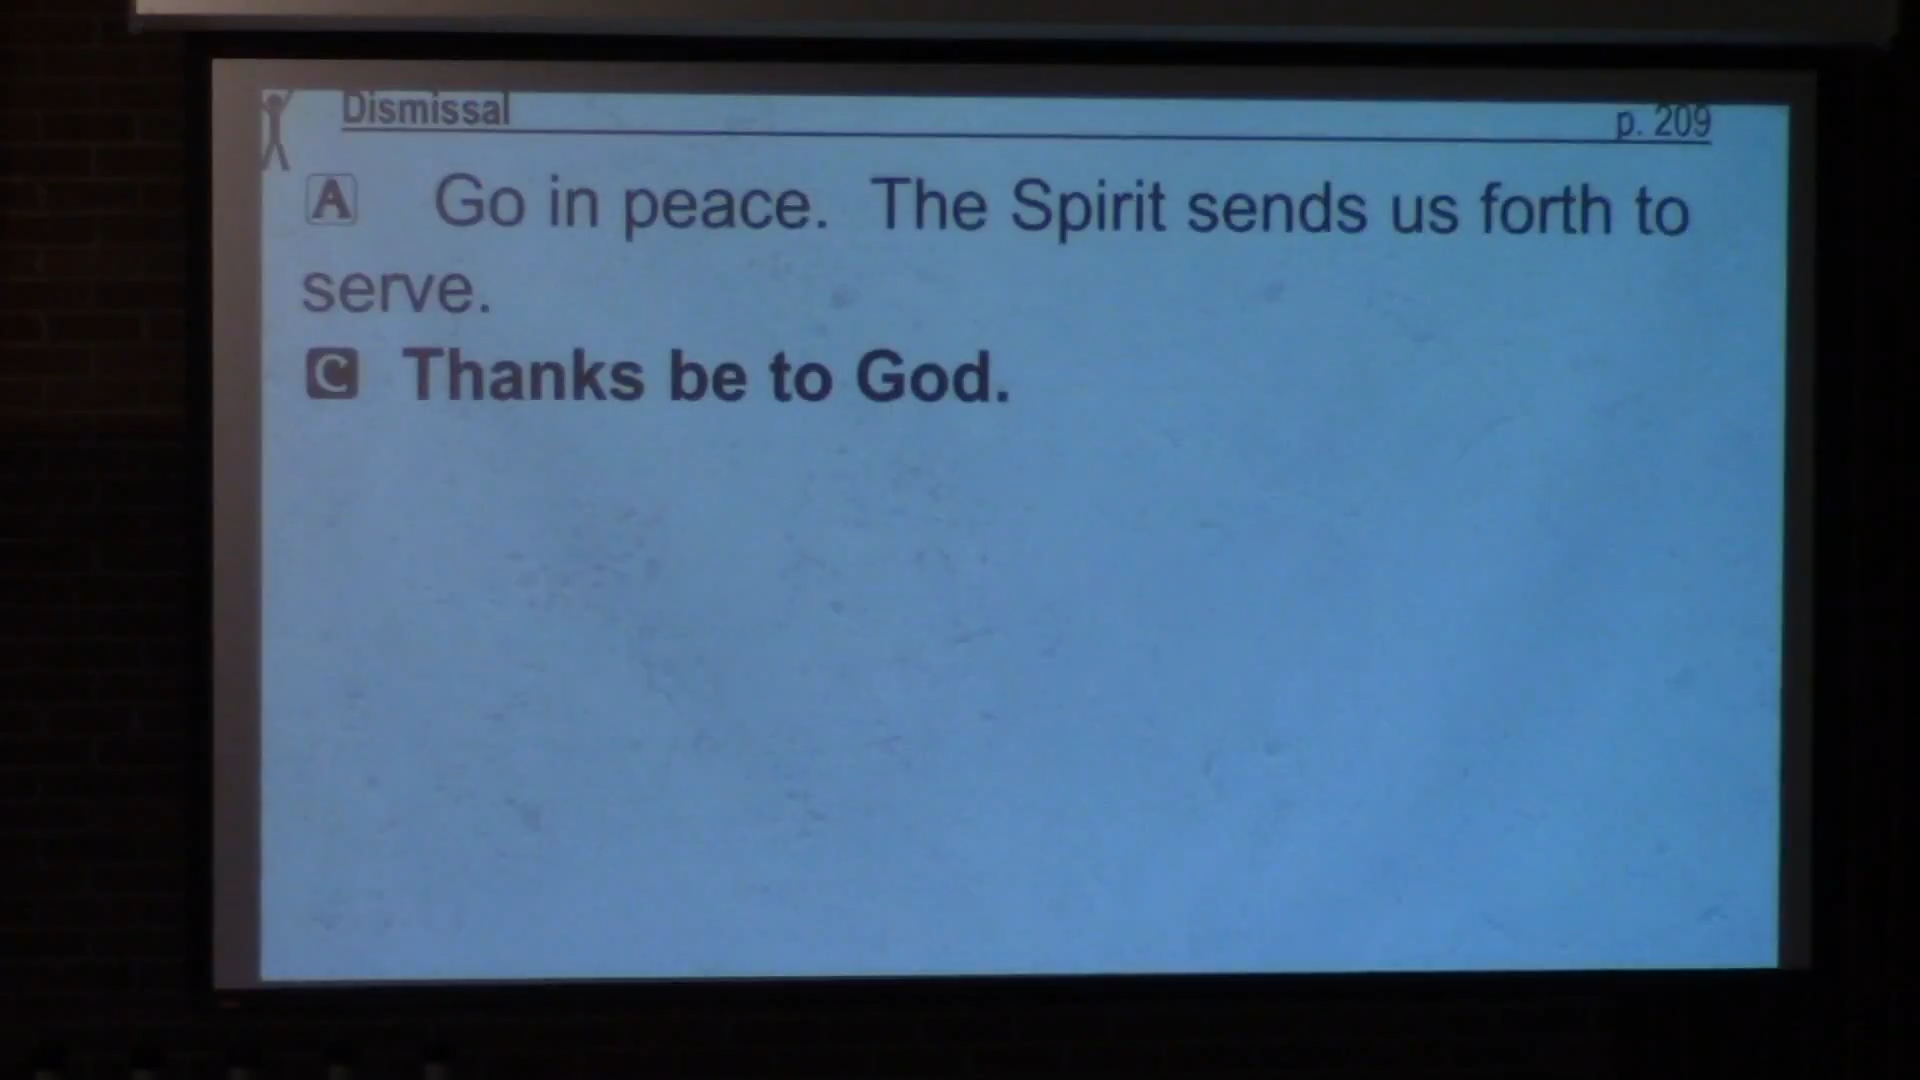 Dismissal p. 209
A Go in peace. The Spirit sends us forth to
serve.
C Thanks be to God.